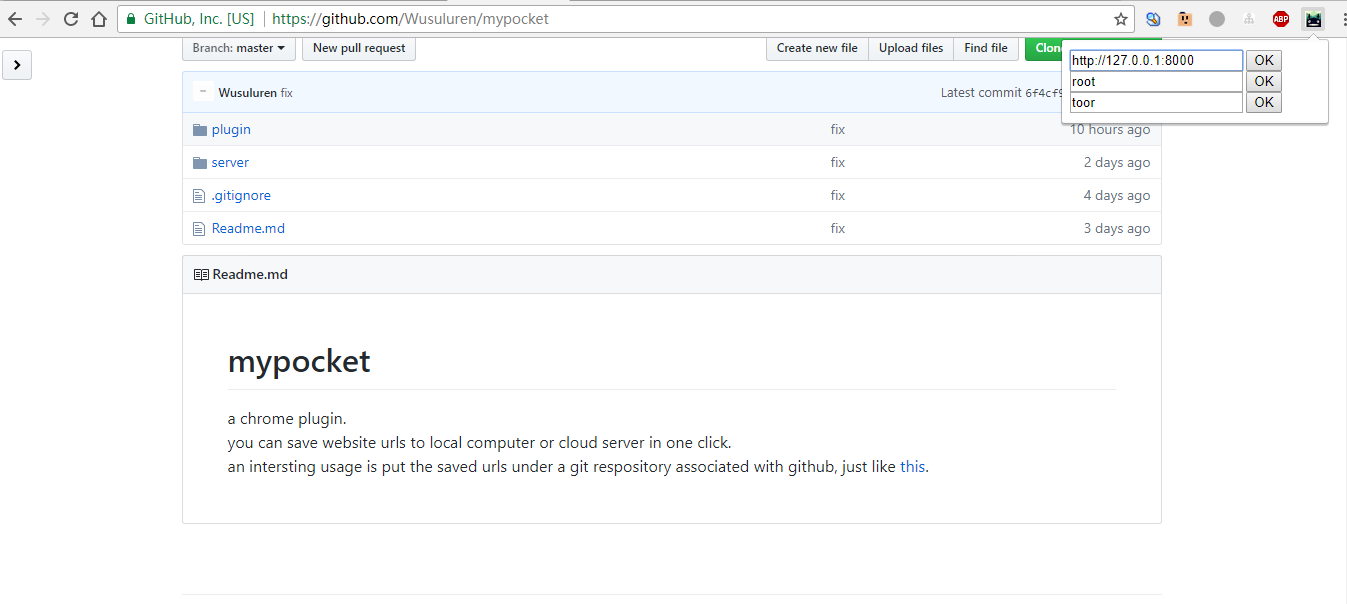 GitHub, Inc. [US] | https://github.com/Wusuluren/mypocket
ABP
Branch: master New pull request Create new file Upload files Find file
http://127.0.0.1:8000 OK
root OK
toor OK
Wusuluren fix Latest commit
plugin fix 10 hours ago
server fix 2 days ago
.gitignore fix 4 days ago
Readme.md fix 3 days ago
Readme.md
mypocket
a chrome plugin.
you can save website urls to local computer or cloud server in one click.
an intersting usage is put the saved urls under a git respository associated with github, just like this.